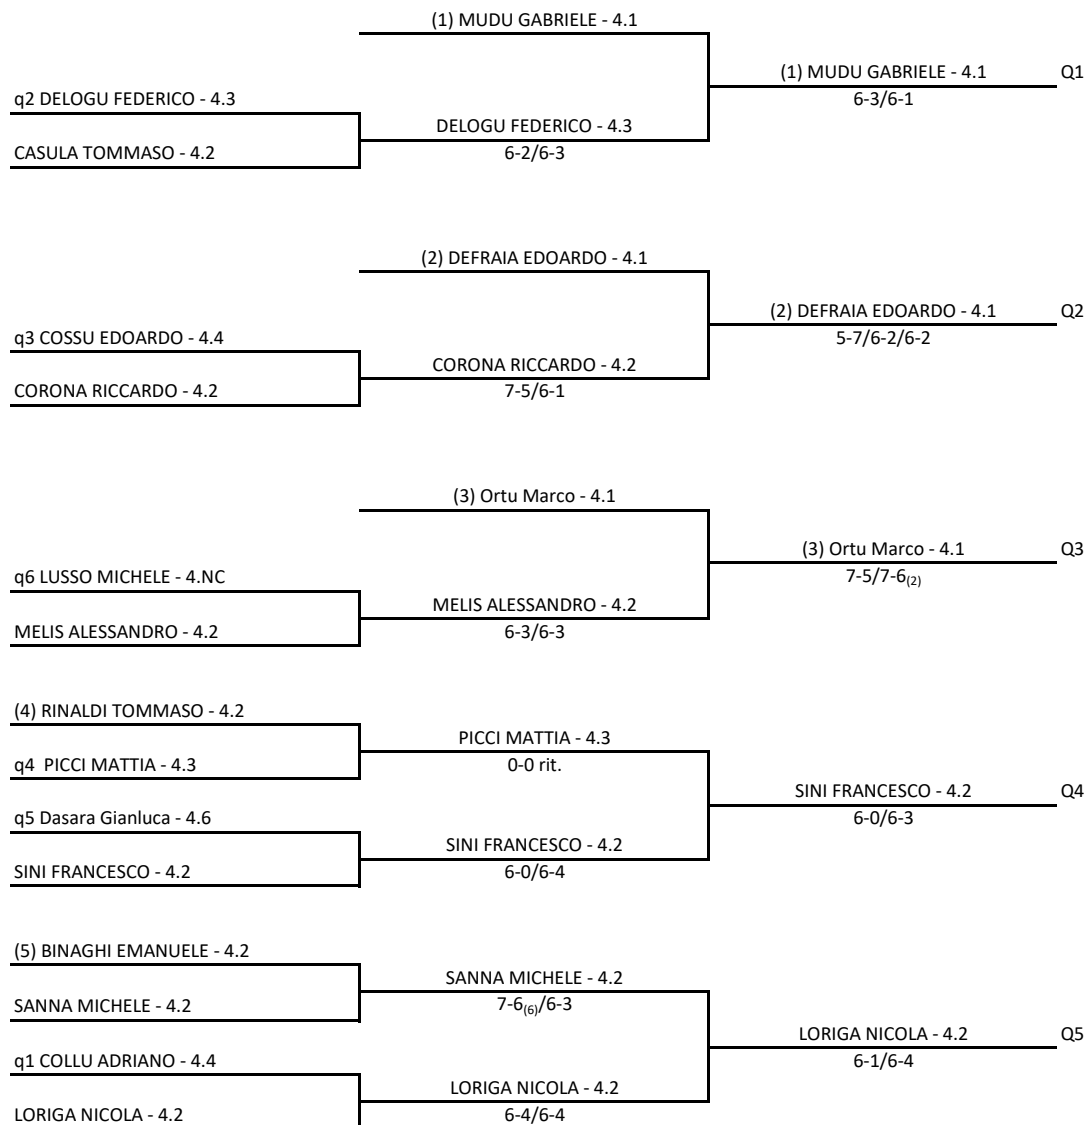 (1) MUDU GABRIELE - 4.1
(1) MUDU GABRIELE - 4.1 Q1
q2 DELOGU FEDERICO - 4.3 6-3/6-1
DELOGU FEDERICO - 4.3
CASULA TOMMASO - 4.2 6-2/6-3
(2) DEFRAIA EDOARDO - 4.1
(2) DEFRAIA EDOARDO - 4.1 Q2
q3 COSSU EDOARDO - 4.4 5-7/6-2/6-2
CORONA RICCARDO - 4.2
CORONA RICCARDO - 4.2 7-5/6-1
(3) Ortu Marco - 4.1
(3) Ortu Marco - 4.1 Q3
q6 LUSSO MICHELE - 4.NC 7-5/7-6(2)
MELIS ALESSANDRO - 4.2
MELIS ALESSANDRO - 4.2 6-3/6-3
(4) RINALDI TOMMASO - 4.2
PICCI MATTIA - 4.3
q4 PICCI MATTIA - 4.3 0-0 rit.
SINI FRANCESCO - 4.2 Q4
q5 Dasara Gianluca - 4.6 6-0/6-3
SINI FRANCESCO - 4.2
SINI FRANCESCO - 4.2 6-0/6-4
(5) BINAGHI EMANUELE - 4.2
SANNA MICHELE - 4.2
SANNA MICHELE - 4.2 7-6(6)/6-3
LORIGA NICOLA - 4.2 Q5
q1 COLLU ADRIANO - 4.4 6-1/6-4
LORIGA NICOLA - 4.2
LORIGA NICOLA - 4.2 6-4/6-4